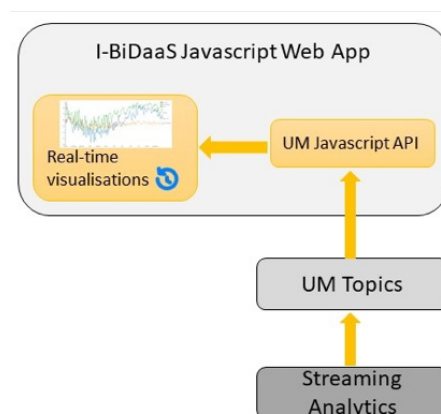 I-BiDaaS Javascript Web App
Real-time
visualisations
UM Javascript API
UM Topics
Streaming
Analytics